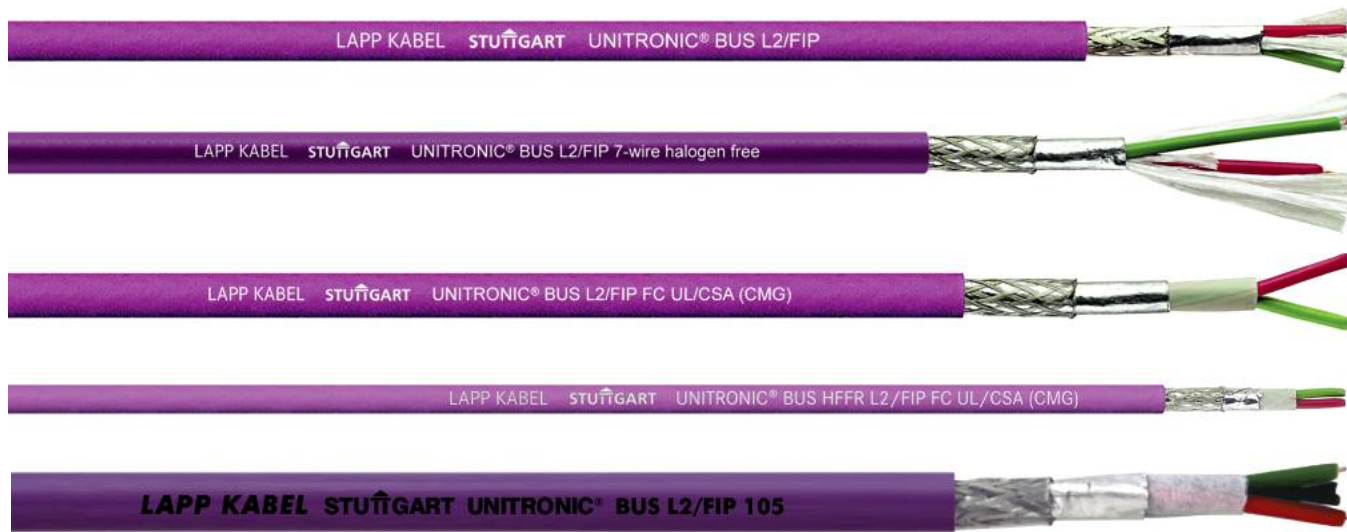 LAPP KABEL STUTTGART UNITRONIC® BUS L2/FIP
LAPP KABEL STUTTGART UNITRONIC® BUS L2/FIP 7-wire halogen free
LAPP KABEL STUTTGART UNITRONIC® BUS L2/FIP FC UL/CSA (CMG)
LAPP KABEL STUTTGART UNITRONIC® BUS HFFR L2/FIP FC UL/CSA (CMG)
LAPP KABEL STUTTGART UNITRONIC® BUS L2/FIP 105